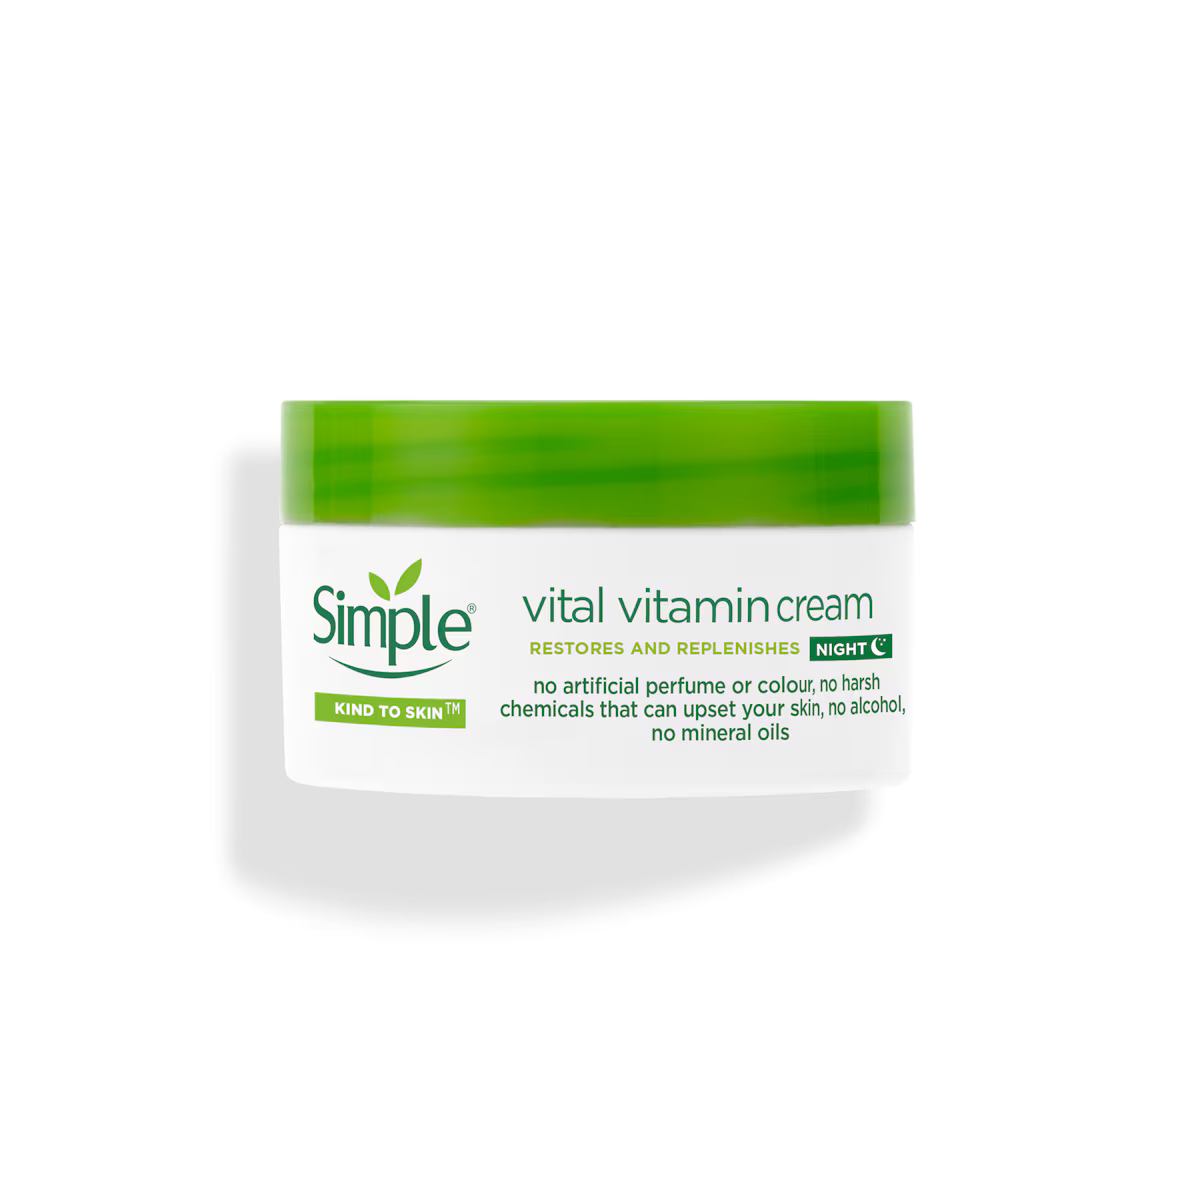 Simple®
KIND TO SKIN™
vital vitamin cream
RESTORES AND REPLENISHES NIGHT
no artificial perfume or colour, no harsh
chemicals that can upset your skin, no alcohol,
no mineral oils